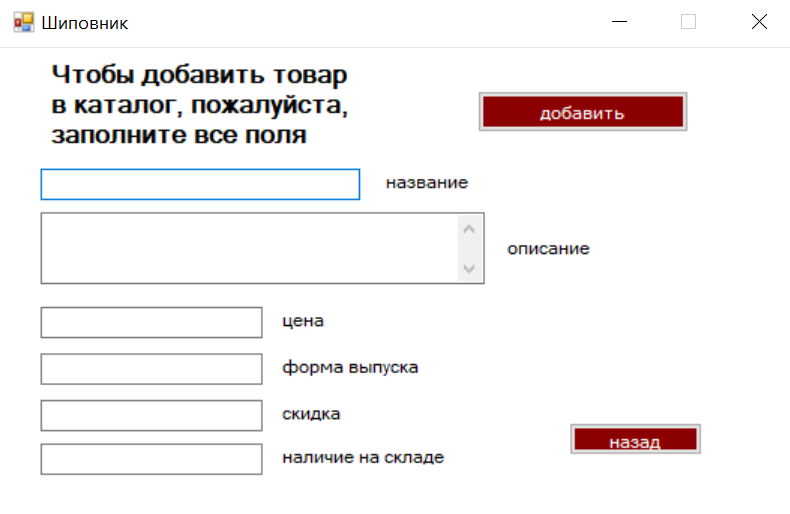 Шиповник
Чтобы добавить товар
в каталог, пожалуйста,
заполните все поля
добавить
название
описание
цена
форма выпуска
скидка
наличие на складе
назад